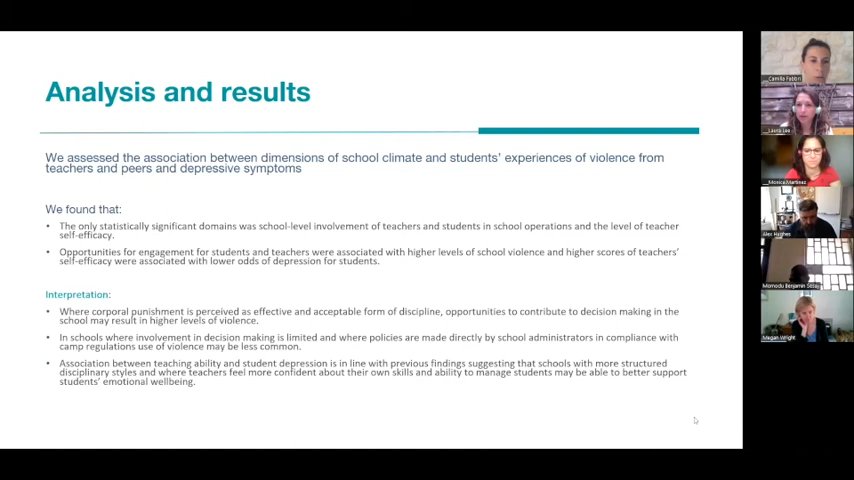 Analysis and results
We assessed the association between dimensions of school climate and students' experiences of violence from
teachers and peers and depressive symptoms
We found that:
• The only statistically significant domains was school-level involvement of teachers and students in school operations and the level of teacher
self-efficacy.
• Opportunities for engagement for students and teachers were associated with higher levels of school violence and higher scores of teachers'
self-efficacy were associated with lower odds of depression for students.
Interpretation:
• Where corporal punishment is perceived as effective and acceptable form of discipline, opportunities to contribute to decision making in the
school may result in higher levels of violence.
• In schools where involvement in decision making is limited and where policies are made directly by school administrators in compliance with
camp regulations use of violence may be less common.
• Association between teaching ability and student depression is in line with previous findings suggesting that schools with more structured
disciplinary styles and where teachers feel more confident about their own skills and ability to manage students may be able to better support
students' emotional wellbeing.
Camilla Fabbri
Laura Lee
Monica Martinez
Alex Hughes
Momodu Benjamin
Megan Wright